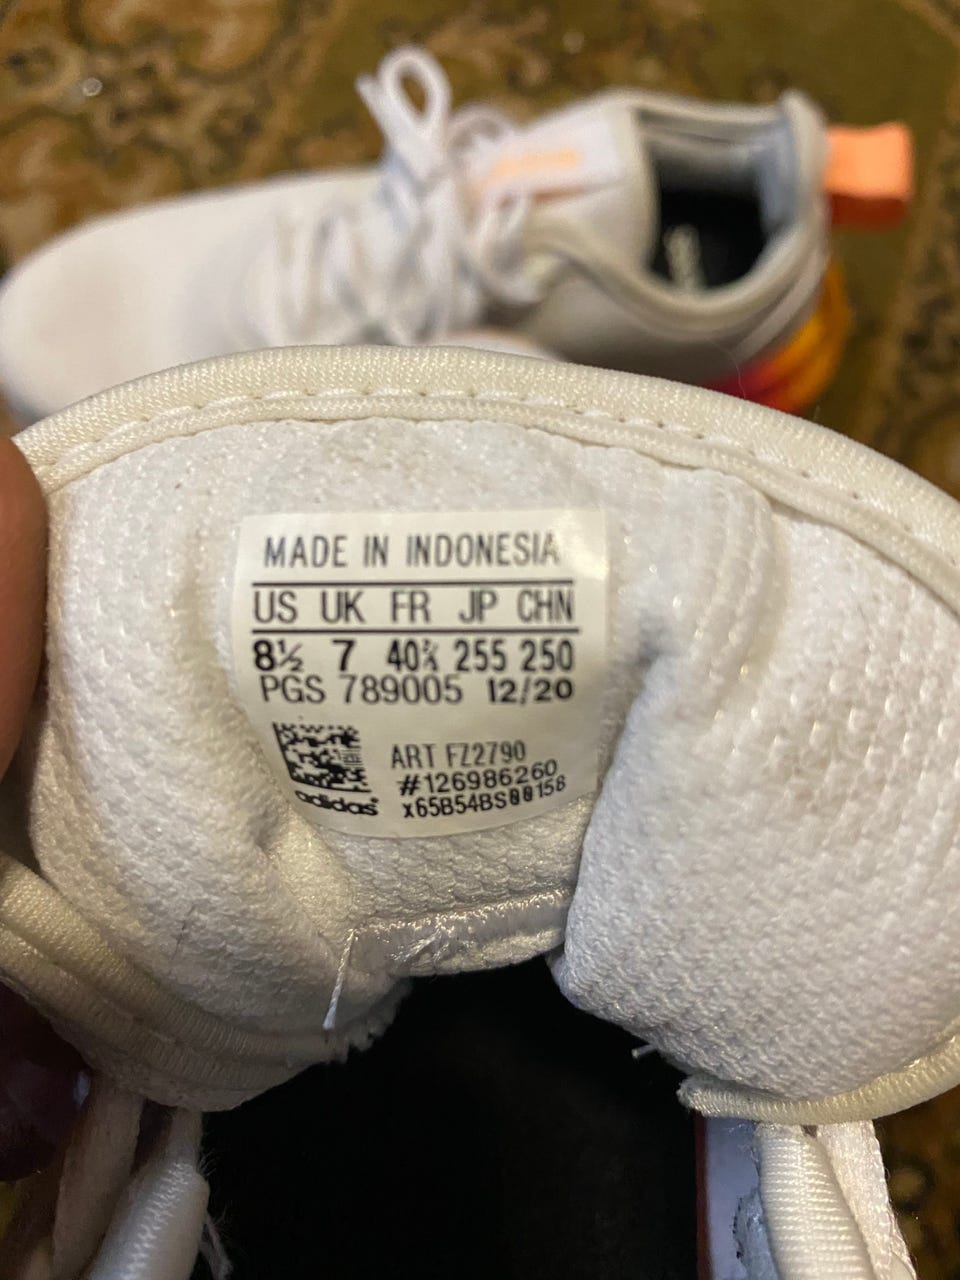 MADE IN INDONESIA
US UK FR JP CHN
8½ 7 40⅔ 255 250
PGS 789005 12/20
ART FZ2790
#126986260
adidas x65B54BS00158